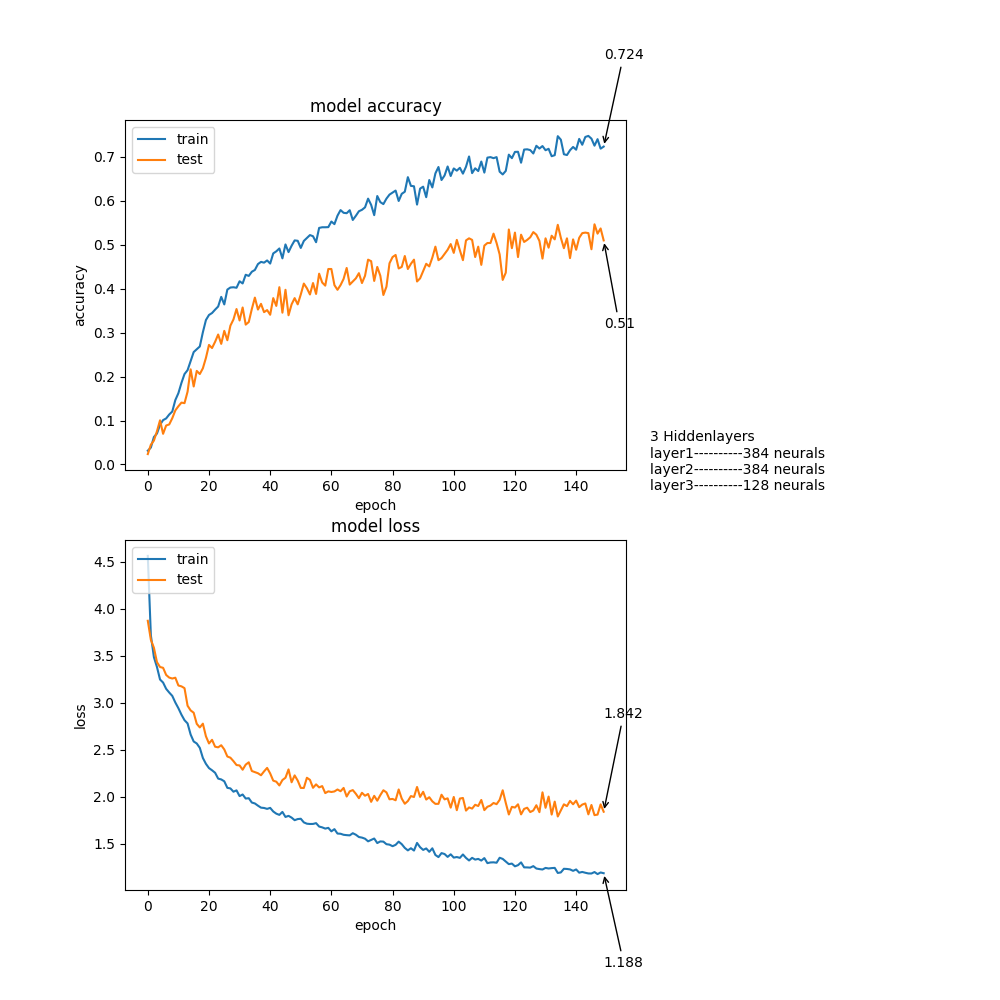 0.724
model accuracy
train
test
0.7
0.6
0.5
0.4
0.3
0.2
0.1
0.0
accuracy
0.51
0 20 40 60 80 100 120 140
epoch
3 Hiddenlayers
layer1----------384 neurals
layer2----------384 neurals
layer3----------128 neurals
model loss
train
test
4.5
4.0
3.5
3.0
2.5
2.0
1.5
loss
1.842
0 20 40 60 80 100 120 140
epoch
1.188